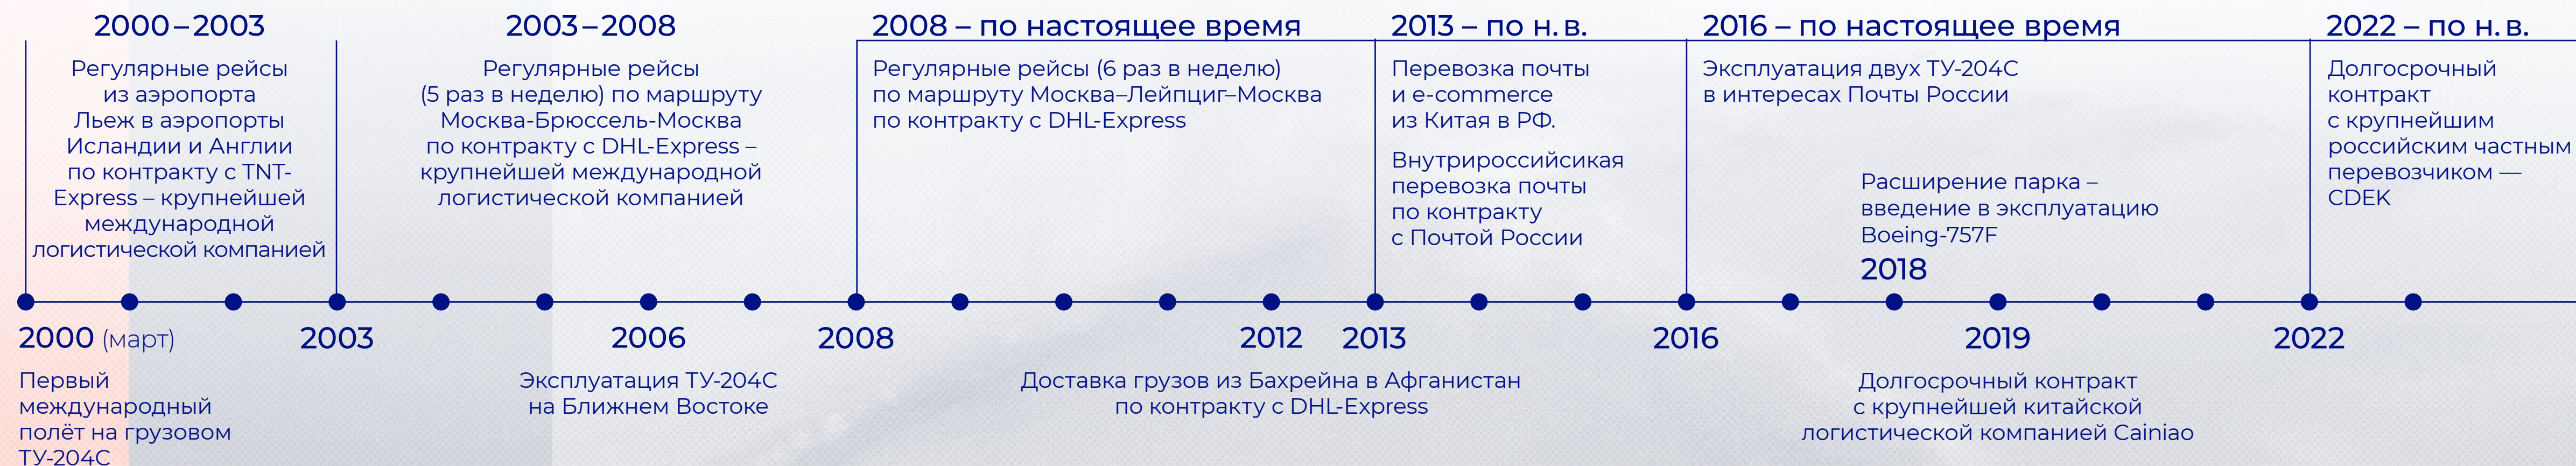 2000–2003
Регулярные рейсы
из аэропорта
Льеж в аэропорты
Исландии и Англии
по контракту с TNT-
Express – крупнейшей
международной
логистической компанией
2003–2008
Регулярные рейсы
(5 раз в неделю) по маршруту
Москва-Брюссель-Москва
по контракту с DHL-Express –
крупнейшей международной
логистической компанией
2008 – по настоящее время
Регулярные рейсы (6 раз в неделю)
по маршруту Москва–Лейпциг–Москва
по контракту с DHL-Express
2013 – по н. в.
Перевозка почты
и e-commerce
из Китая в РФ.
Внутрироссийсикая
перевозка почты
по контракту
с Почтой России
2016 – по настоящее время
Эксплуатация двух ТУ-204С
в интересах Почты России
Расширение парка –
введение в эксплуатацию
Boeing-757F
2018
2022 – по н. в.
Долгосрочный
контракт
с крупнейшим
российским частным
перевозчиком —
CDEK
2000 (март)
Первый
международный
полёт на грузовом
ТУ-204С
2003
2006
Эксплуатация ТУ-204С
на Ближнем Востоке
2008
2012
2013
Доставка грузов из Бахрейна в Афганистан
по контракту с DHL-Express
2016
2019
Долгосрочный контракт
с крупнейшей китайской
логистической компанией Cainiao
2022